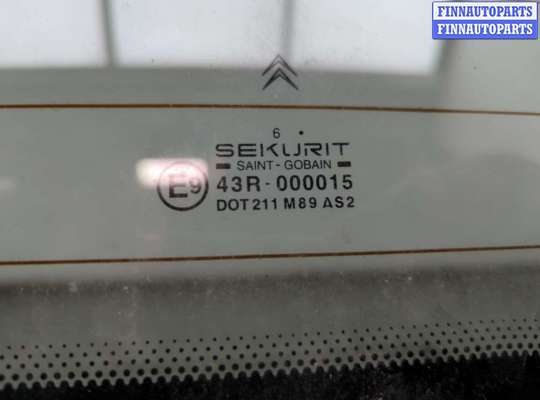 FINNAUTOPARTS
FINNAUTOPARTS
6 •
SEKURIT
SAINT-GOBAIN
E9 43R-000015
DOT 211 M89 AS2